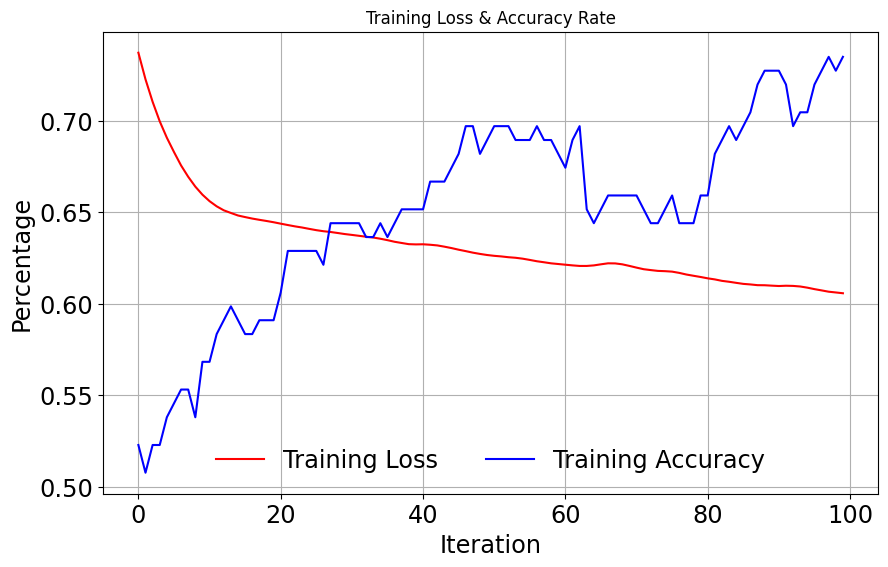 Training Loss & Accuracy Rate
Percentage
0.70
0.65
0.60
0.55
0.50
Training Loss Training Accuracy
0 20 40 60 80 100
Iteration